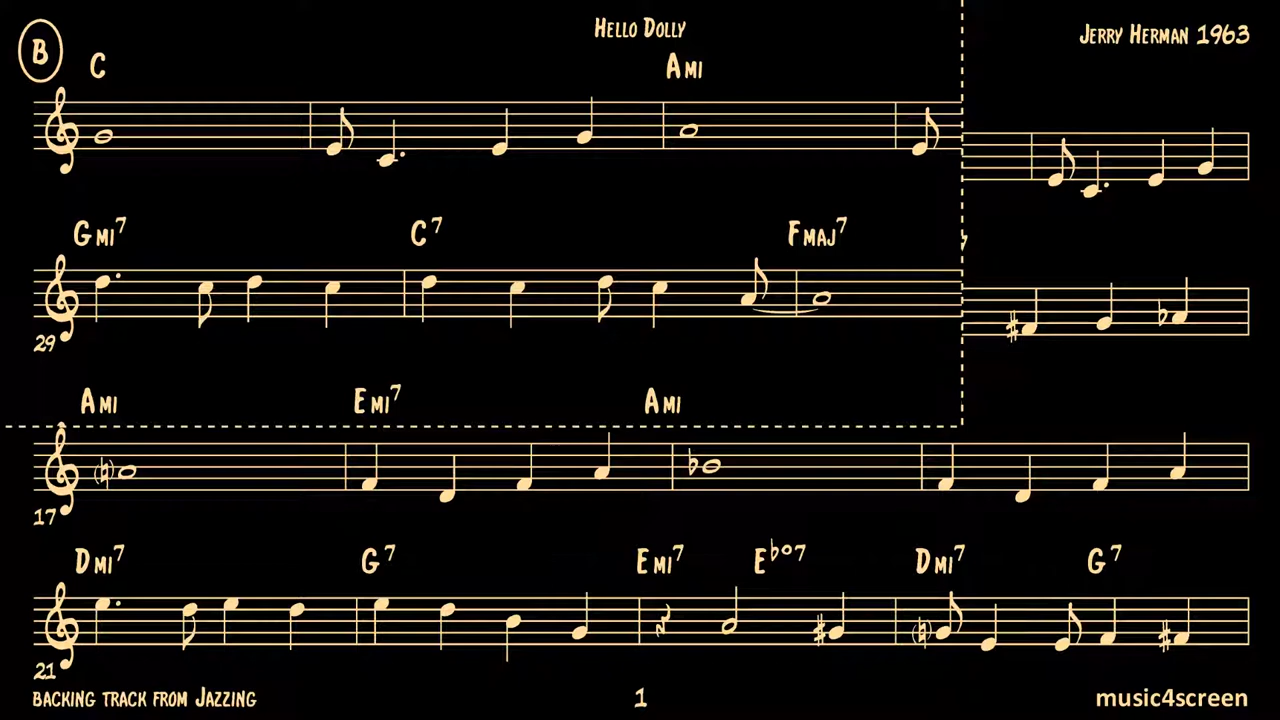 Hello Dolly
Jerry Herman 1963
B
C Ami
Gmi7 C7 Fmaj7
29
Ami Emi7 Ami
17
Dmi7 G7 Emi7 E♭o7 Dmi7 G7
21
backing track from Jazzing
1
music4screen